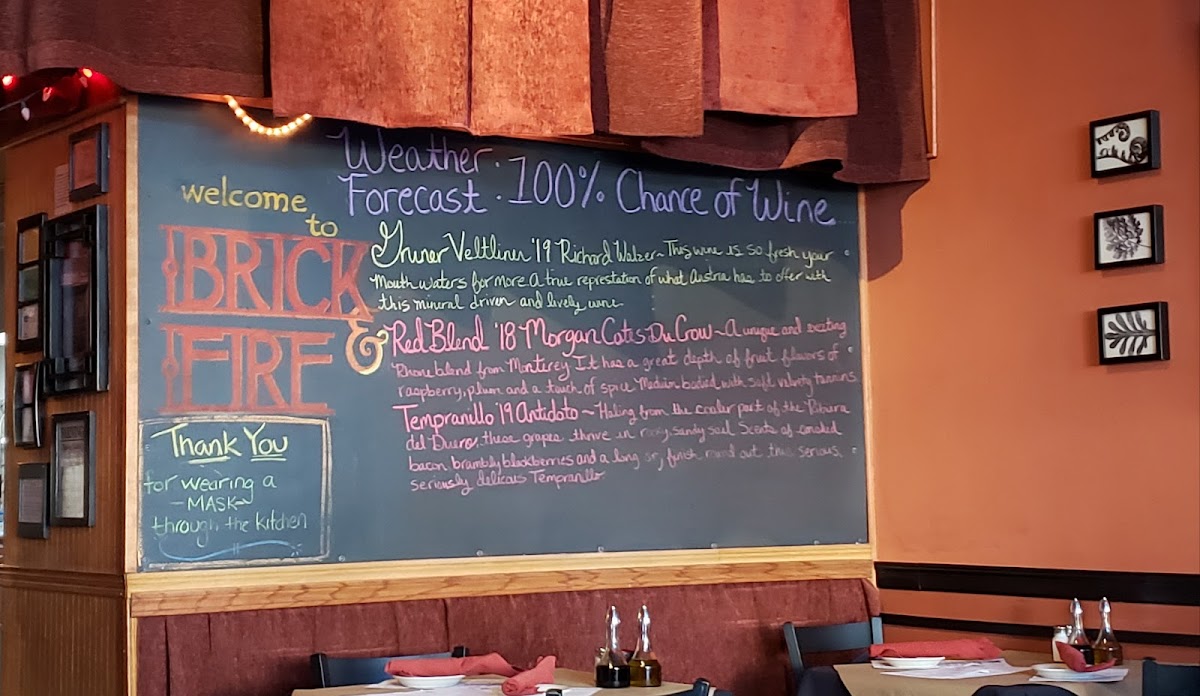 Weather
Forecast · 100% Chance of Wine
welcome
to
BRICK
&
FIRE
Gruner Veltliner '19 Richard Walzer ~ This wine is so fresh your
mouth waters for more A true represtation of what Austria has to offer with
this mineral driven and lively wine
Red Blend '18 Morgan Cotes Du Crow ~ A unique and exciting
Rhone blend from Monterey It has a great depth of fruit flavors of
raspberry, plum and a touch of spice Medium bodied with soft velvety tannins
Tempranillo '19 Antidoto ~ Hailing from the cooler part of the Ribera
del Duero, these grapes thrive in rocky, sandy soil Scents of smoked
bacon brambly blackberries and a long finish round out this serious,
seriously delicious Tempranillo
Thank You
for wearing a
- MASK ~
through the kitchen